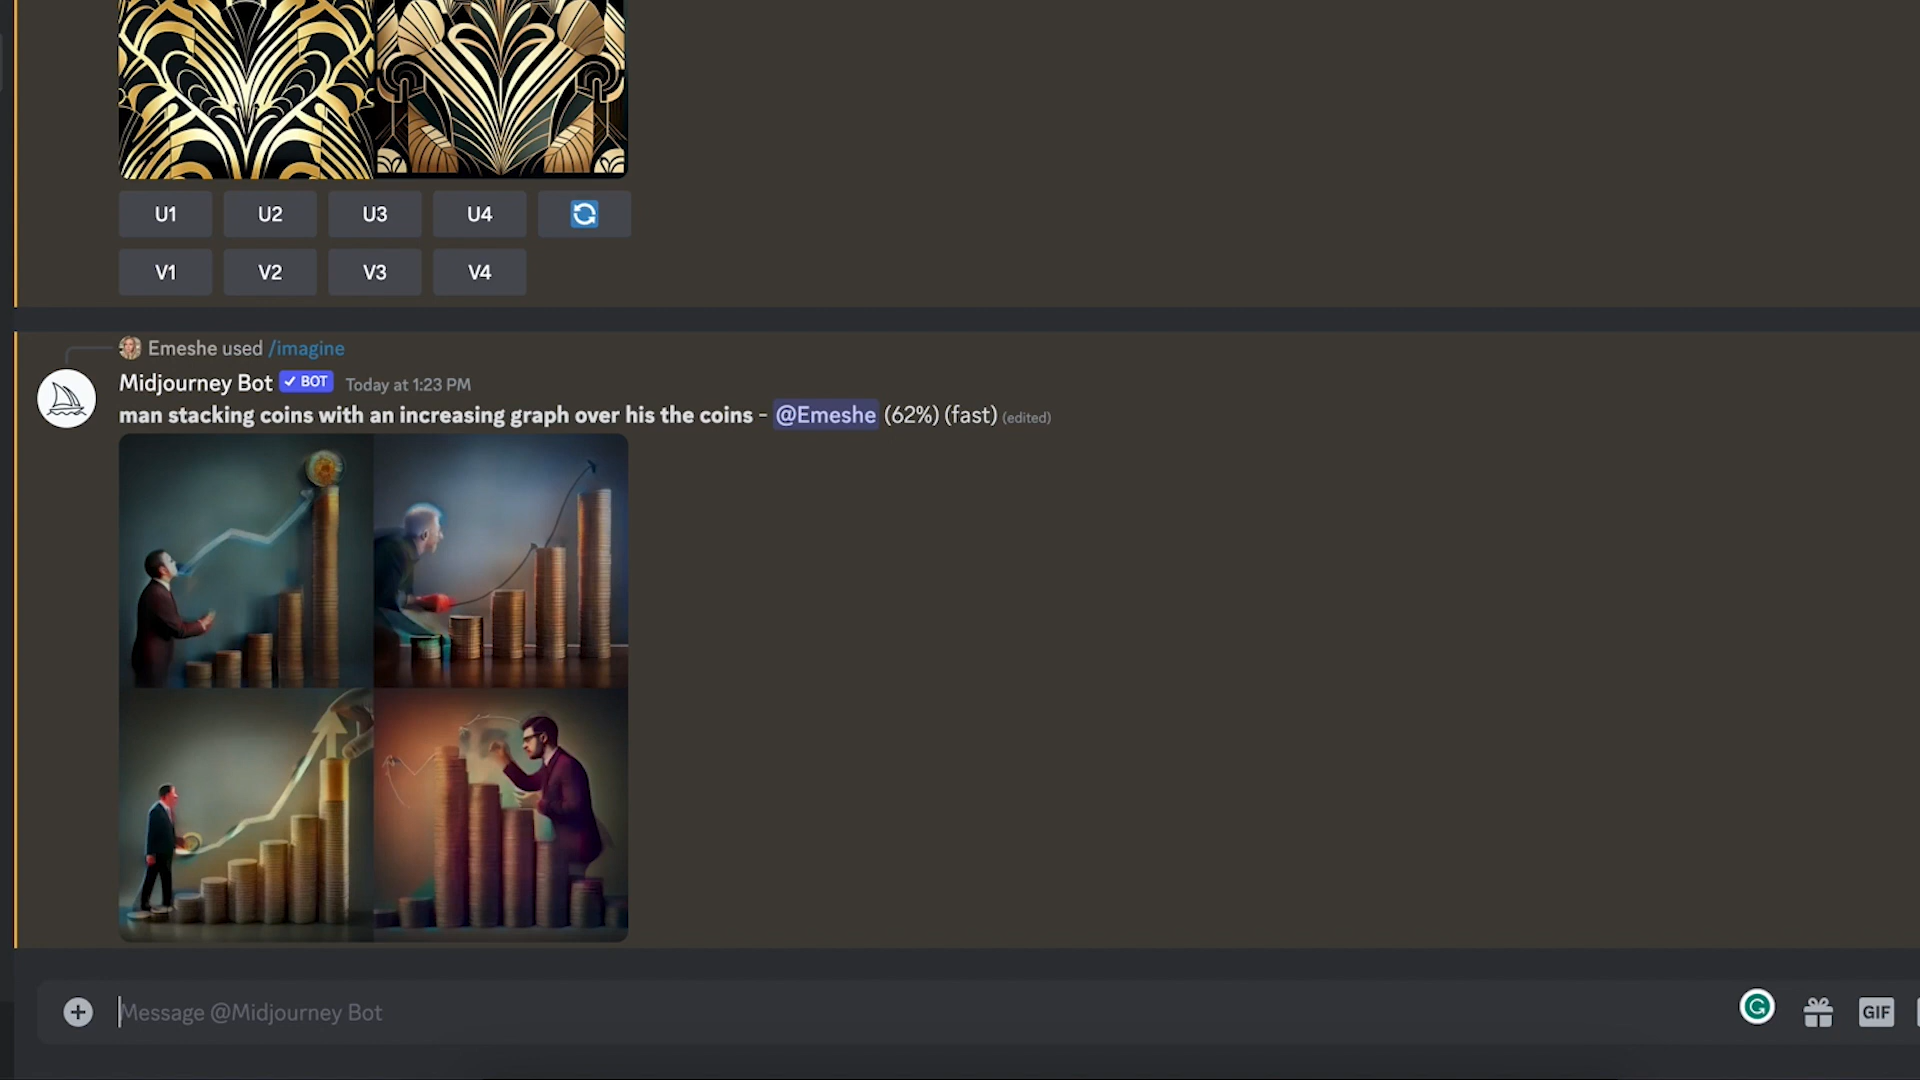 U1 U2 U3 U4
V1 V2 V3 V4
Emeshe used /imagine
Midjourney Bot ✓ BOT Today at 1:23 PM
man stacking coins with an increasing graph over his the coins - @Emeshe (62%) (fast) (edited)
Message @Midjourney Bot
GIF